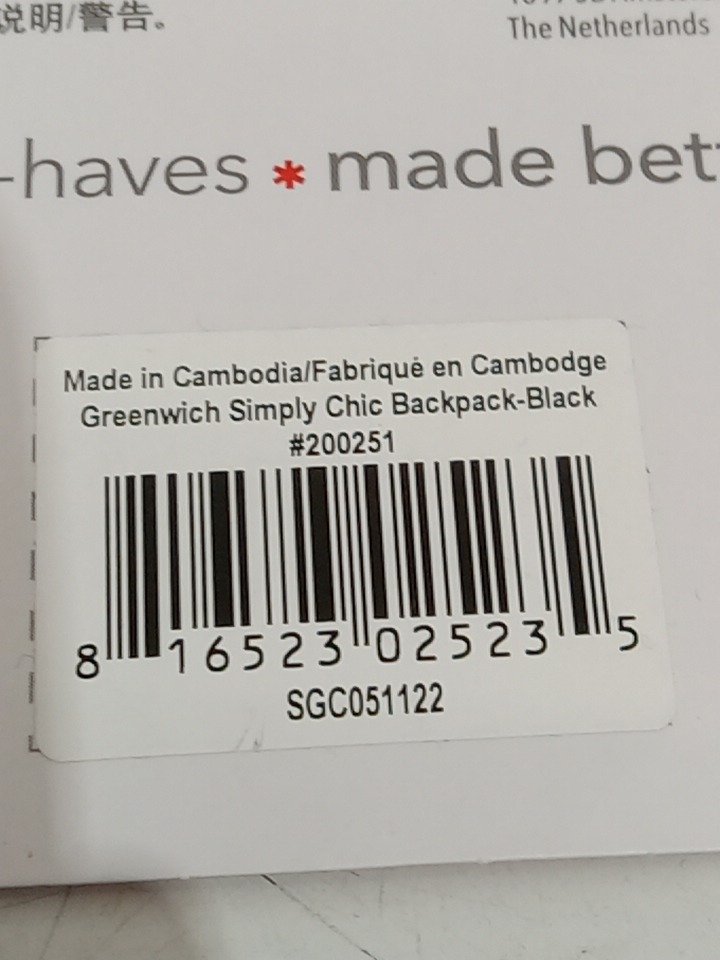 说明/警告。
The Netherlands
-haves * made bet
Made in Cambodia/Fabriqué en Cambodge
Greenwich Simply Chic Backpack-Black
#200251
8 16523 02523 5
SGC051122